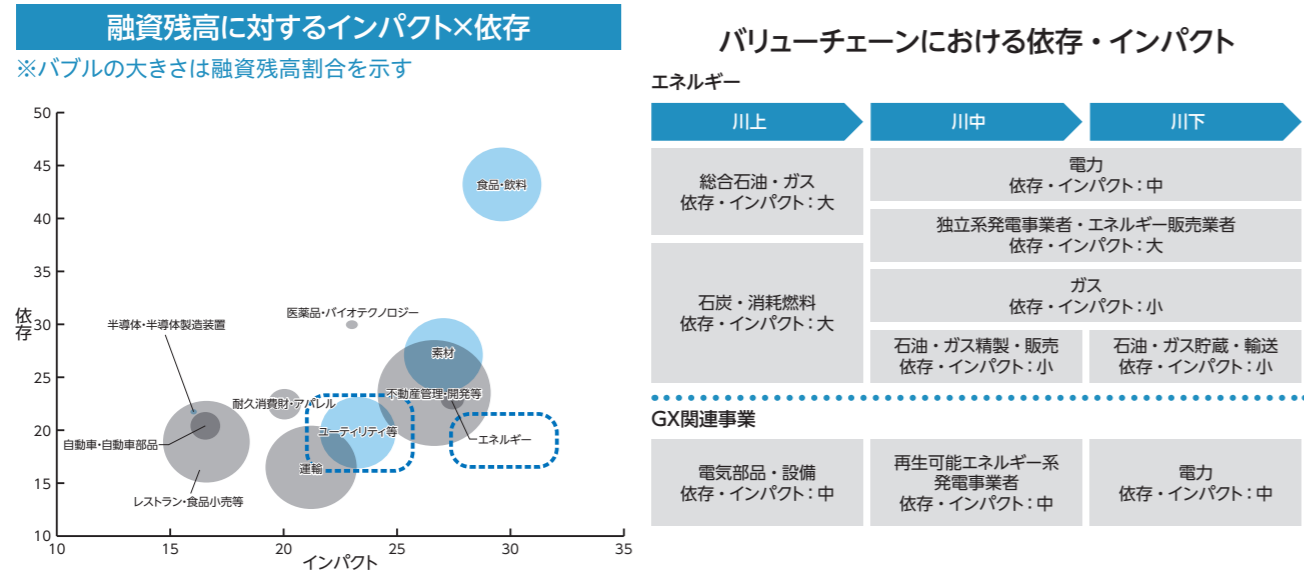 融資残高に対するインパクト×依存
※バブルの大きさは融資残高割合を示す
依存
50
45
40
35
30
25
20
15
10
10
15
20
25
30
35
インパクト
食品・飲料
医薬品・バイオテクノロジー
半導体・半導体製造装置
素材
不動産管理・開発等
耐久消費財・アパレル
ユーティリティ等
エネルギー
自動車・自動車部品
運輸
レストラン・食品小売等
バリューチェーンにおける依存・インパクト
エネルギー
川上
川中
川下
総合石油・ガス
依存・インパクト：大
石炭・消耗燃料
依存・インパクト：大
電力
依存・インパクト：中
独立系発電事業者・エネルギー販売業者
依存・インパクト：大
ガス
依存・インパクト：小
石油・ガス精製・販売
依存・インパクト：小
石油・ガス貯蔵・輸送
依存・インパクト：小
GX関連事業
電気部品・設備
依存・インパクト：中
再生可能エネルギー系
発電事業者
依存・インパクト：中
電力
依存・インパクト：中